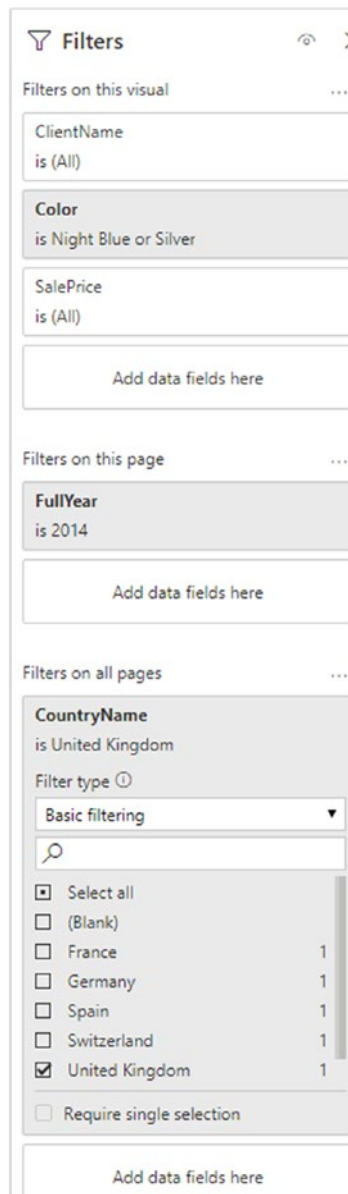 Filters
Filters on this visual
...
ClientName
is (All)
Color
is Night Blue or Silver
SalePrice
is (All)
Add data fields here
Filters on this page
...
FullYear
is 2014
Add data fields here
Filters on all pages
...
CountryName
is United Kingdom
Filter type
Basic filtering
Select all
(Blank)
France 1
Germany 1
Spain 1
Switzerland 1
United Kingdom 1
Require single selection
Add data fields here